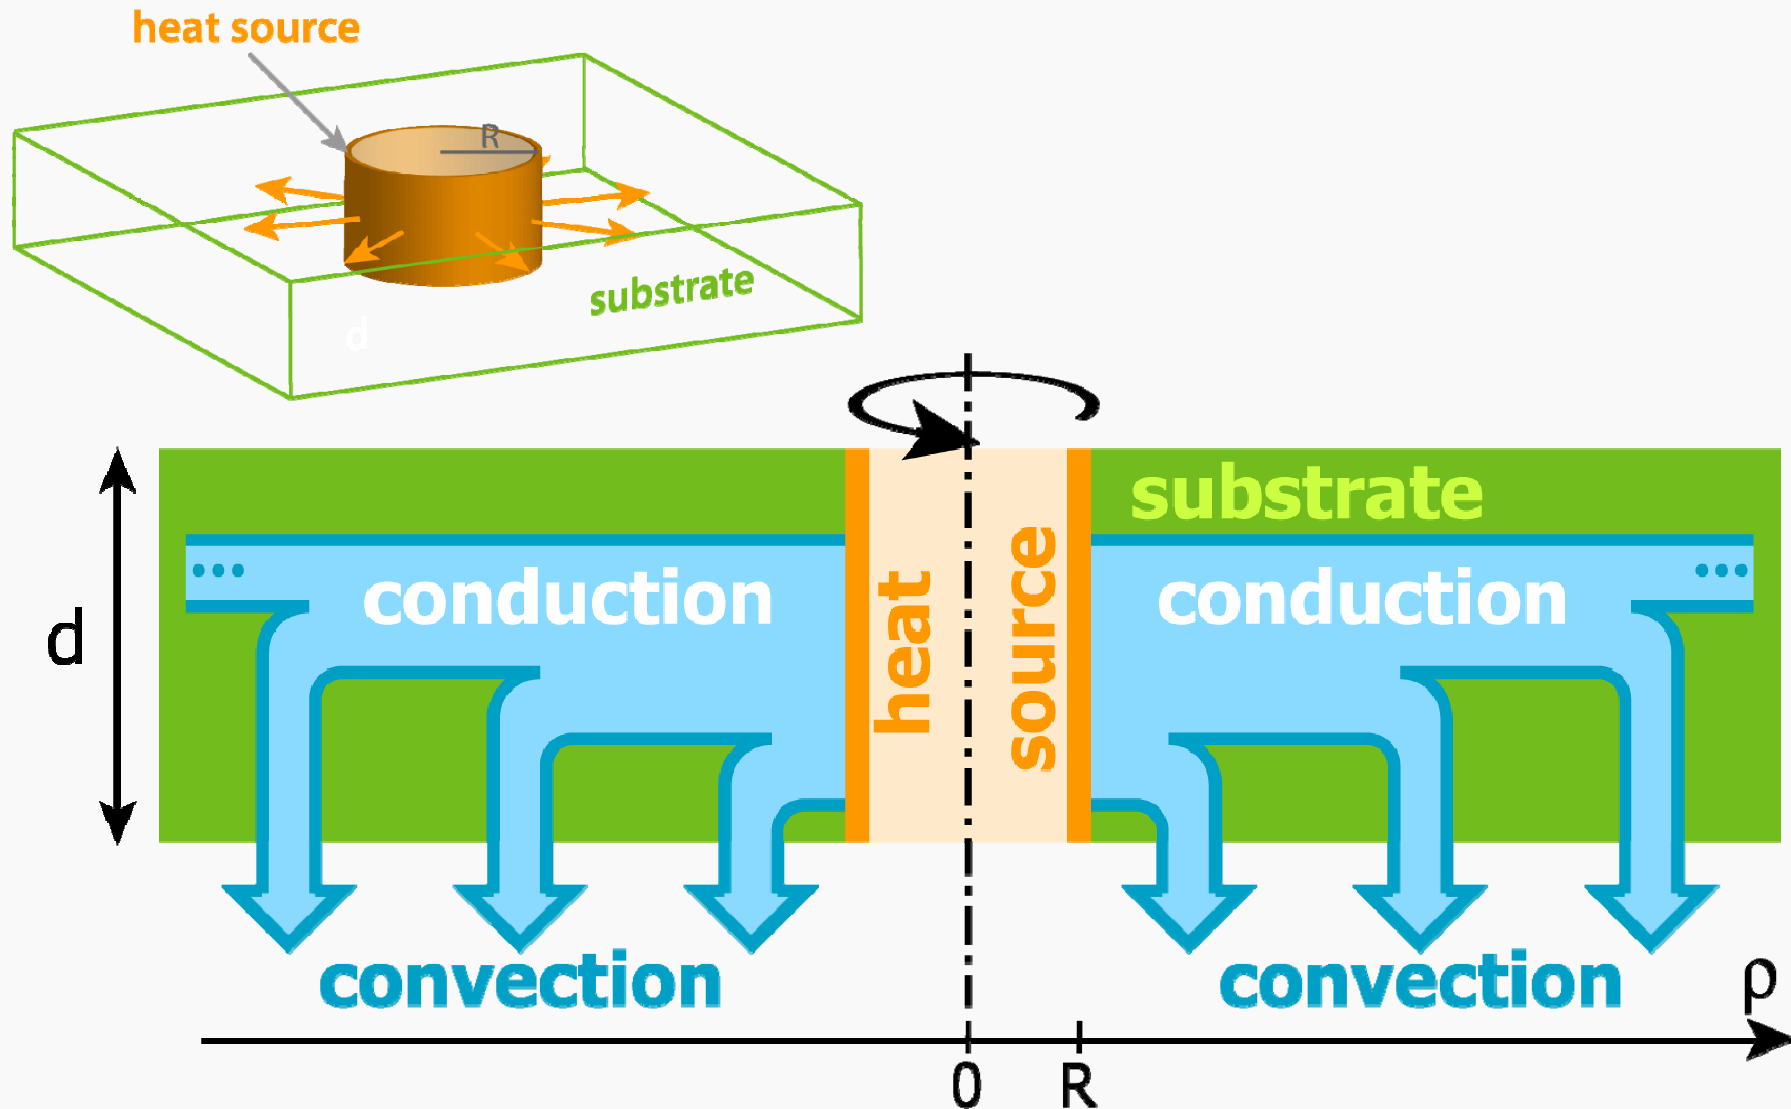 heat source
R
substrate
d
substrate
•••
conduction
heat
source
conduction
•••
d
convection
convection
ρ
0
R